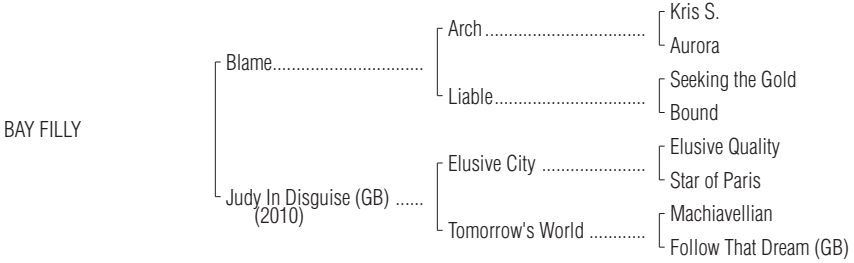 Kris S.
Arch ................................
Aurora
Blame..............................
Seeking the Gold
Liable..............................
Bound
BAY FILLY
Elusive Quality
Elusive City .....................
Star of Paris
Judy In Disguise (GB) ......
(2010)
Machiavellian
Tomorrow's World ............
Follow That Dream (GB)